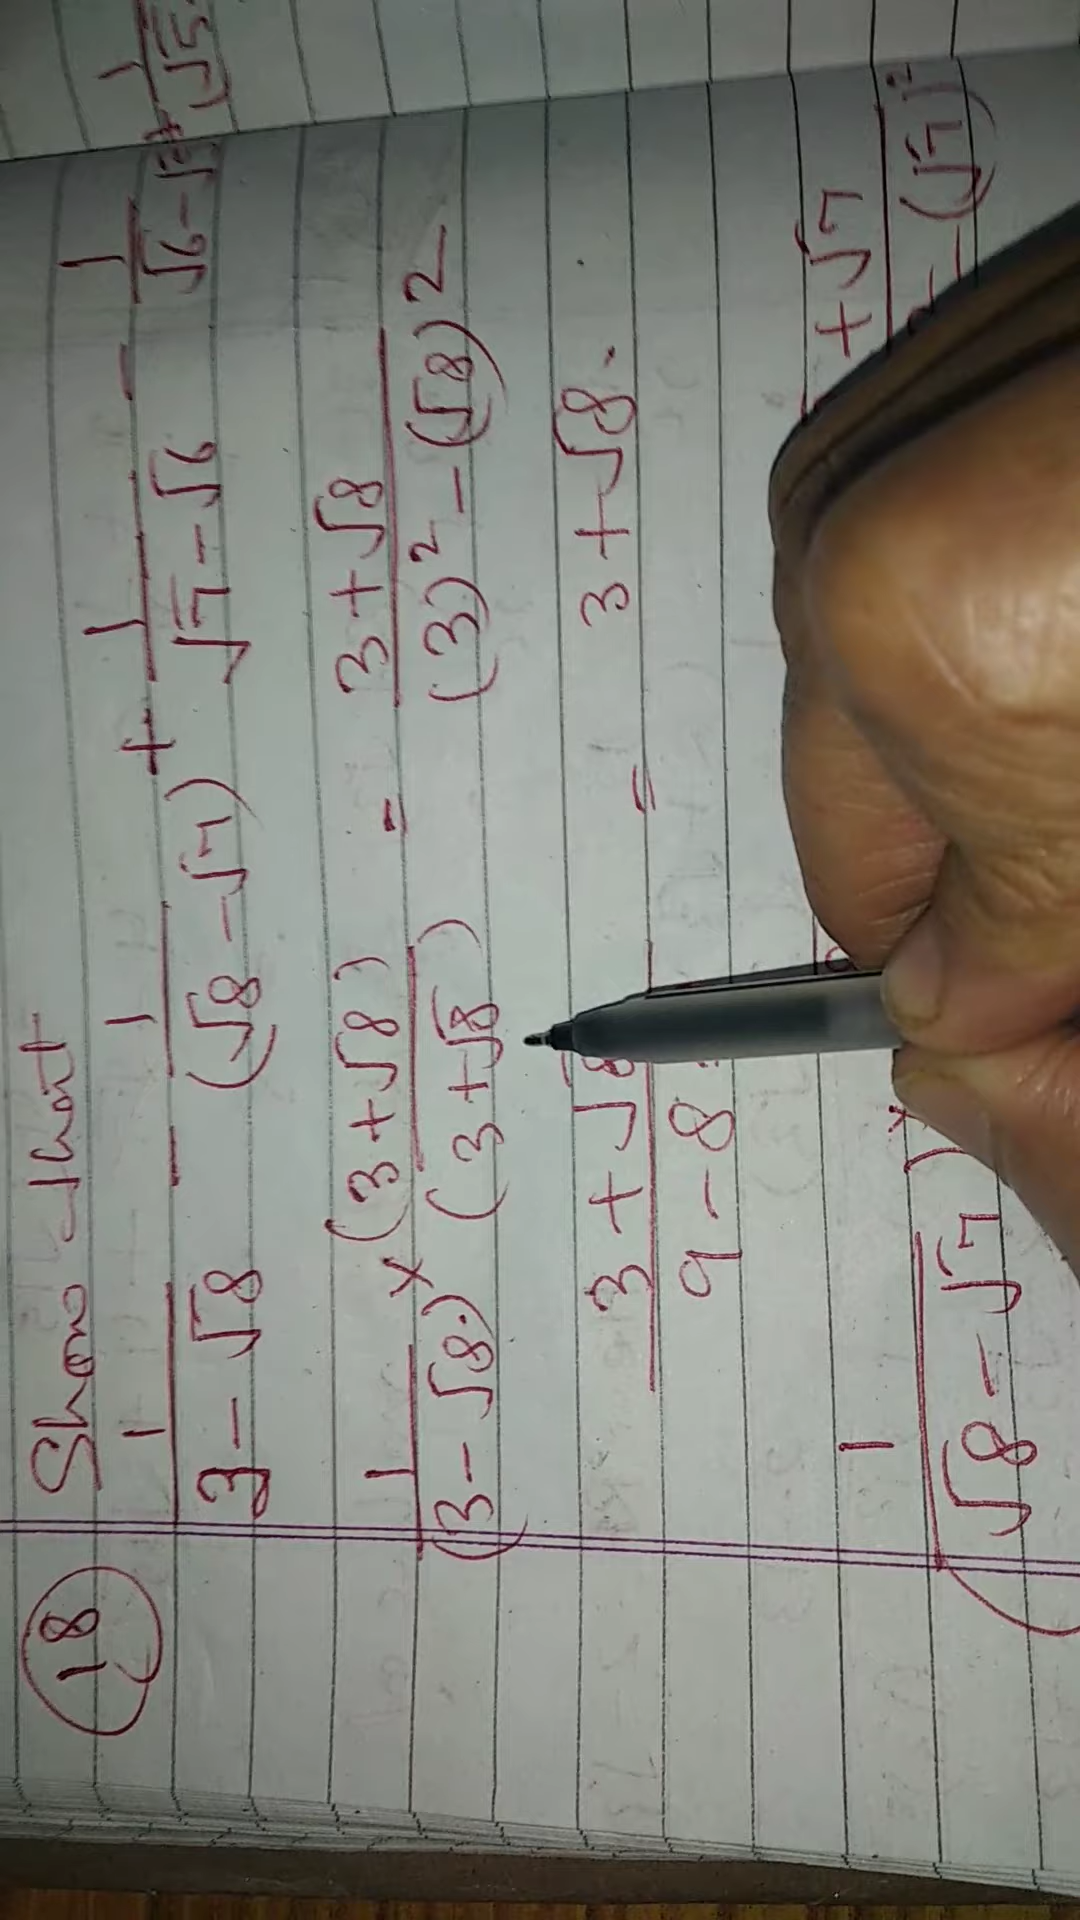 18 Show that
1/(3 - √8) - 1/(√8 - √7) + 1/(√7 - √6) - 1/(√6 - √5) + 1/(√5
1/(3 - √8) × (3 + √8)/(3 + √8) = (3 + √8)/((3)² - (√8)²)
(3 + √8)/(9 - 8) = 3 + √8.
1/(√8 - √7) × + √7 - (√7)²